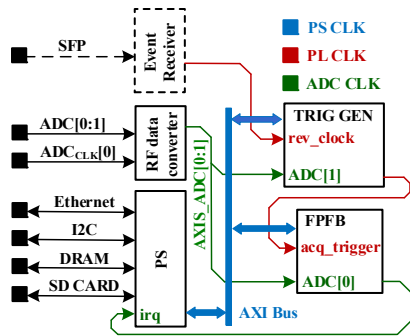 PS CLK
PL CLK
ADC CLK
SFP
Event
Receiver
ADC[0:1]
ADCCLK[0]
RF data
converter
AXIS_ADC[0:1]
TRIG GEN
rev_clock
ADC[1]
Ethernet
I2C
DRAM
SD CARD
PS
irq
FPFB
acq_trigger
ADC[0]
AXI Bus